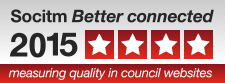 Socitm Better connected
2015
measuring quality in council websites